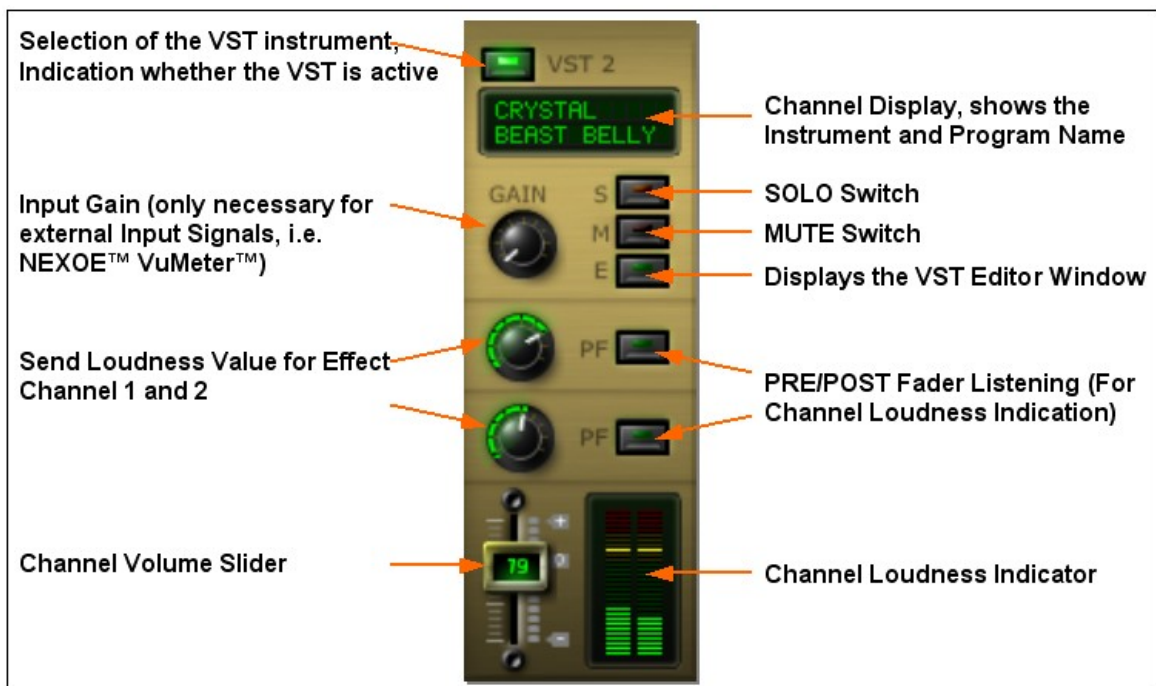 Selection of the VST instrument,
Indication whether the VST is active
VST 2
CRYSTAL
BEAST BELLY
Channel Display, shows the
Instrument and Program Name
Input Gain (only necessary for
external Input Signals, i.e.
NEXOE™ VuMeter™)
GAIN
S
SOLO Switch
M
MUTE Switch
E
Displays the VST Editor Window
Send Loudness Value for Effect
Channel 1 and 2
PF
PF
PRE/POST Fader Listening (For
Channel Loudness Indication)
Channel Volume Slider
+
79
0
-
Channel Loudness Indicator